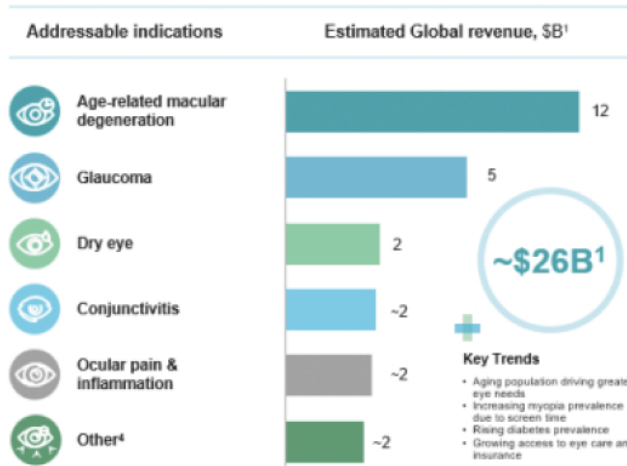 Addressable indications
Estimated Global revenue, $B¹
Age-related macular
degeneration
12
Glaucoma
5
Dry eye
2
Conjunctivitis
~2
Ocular pain &
inflammation
~2
Other⁴
~2
~$26B¹
Key Trends
• Aging population driving
eye needs
• Increasing myopia prevalence
due to screen time
• Rising diabetes prevalence
• Growing access to eye care
insurance